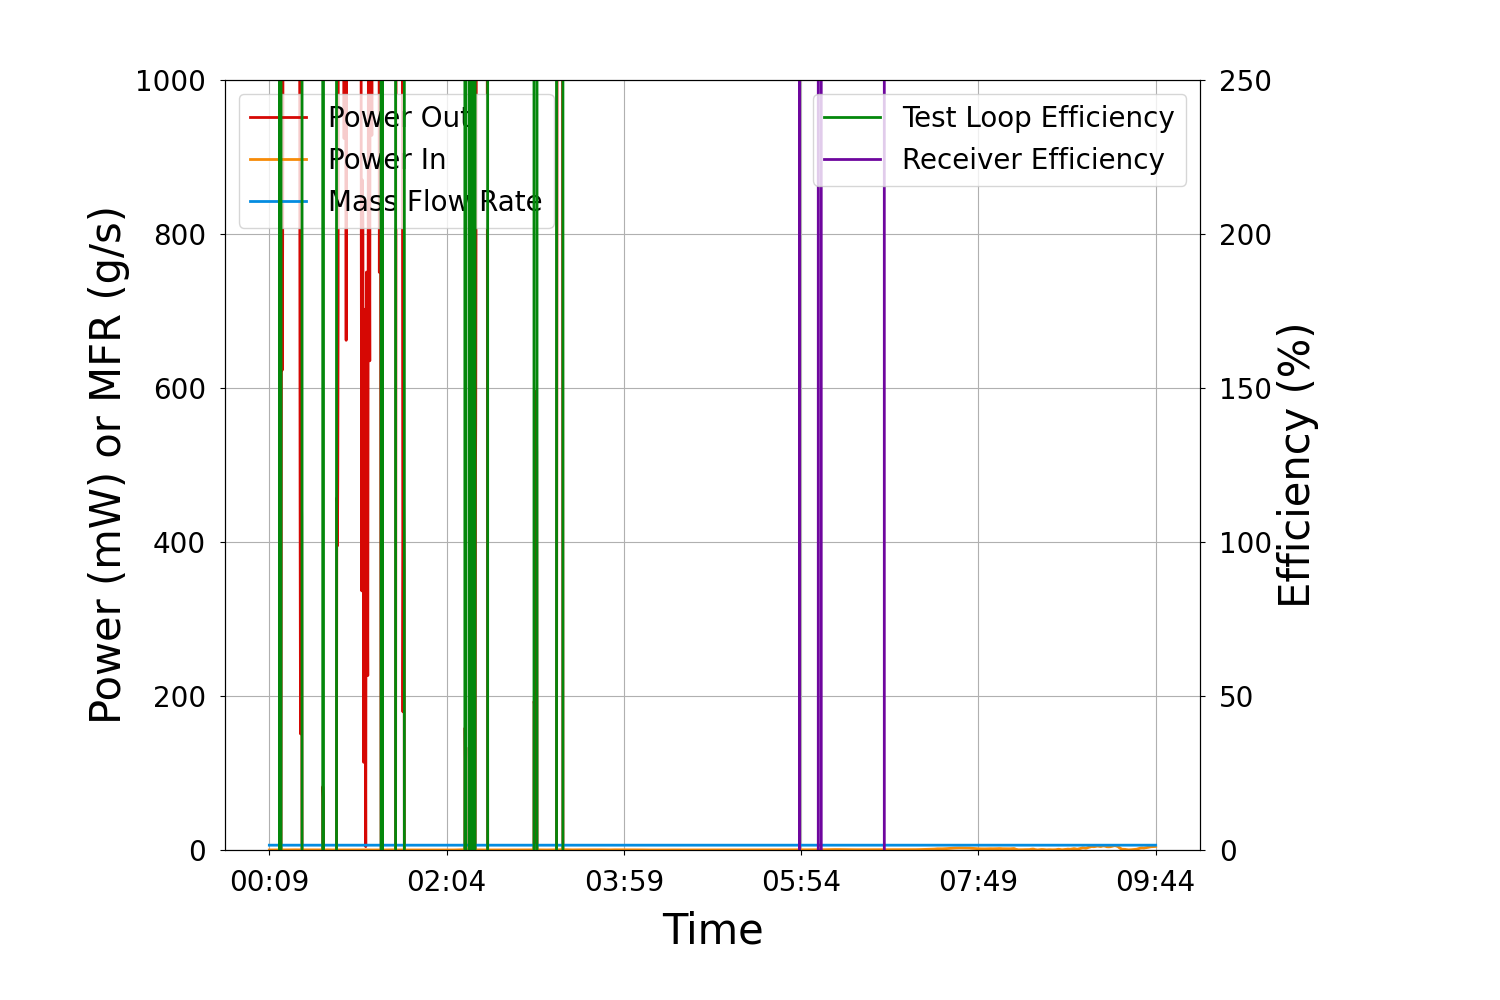 1000
800
600
400
200
0
Power (mW) or MFR (g/s)
Power Out
Power In
Mass Flow Rate
Test Loop Efficiency
Receiver Efficiency
250
200
150
100
50
0
Efficiency (%)
00:09 02:04 03:59 05:54 07:49 09:44
Time